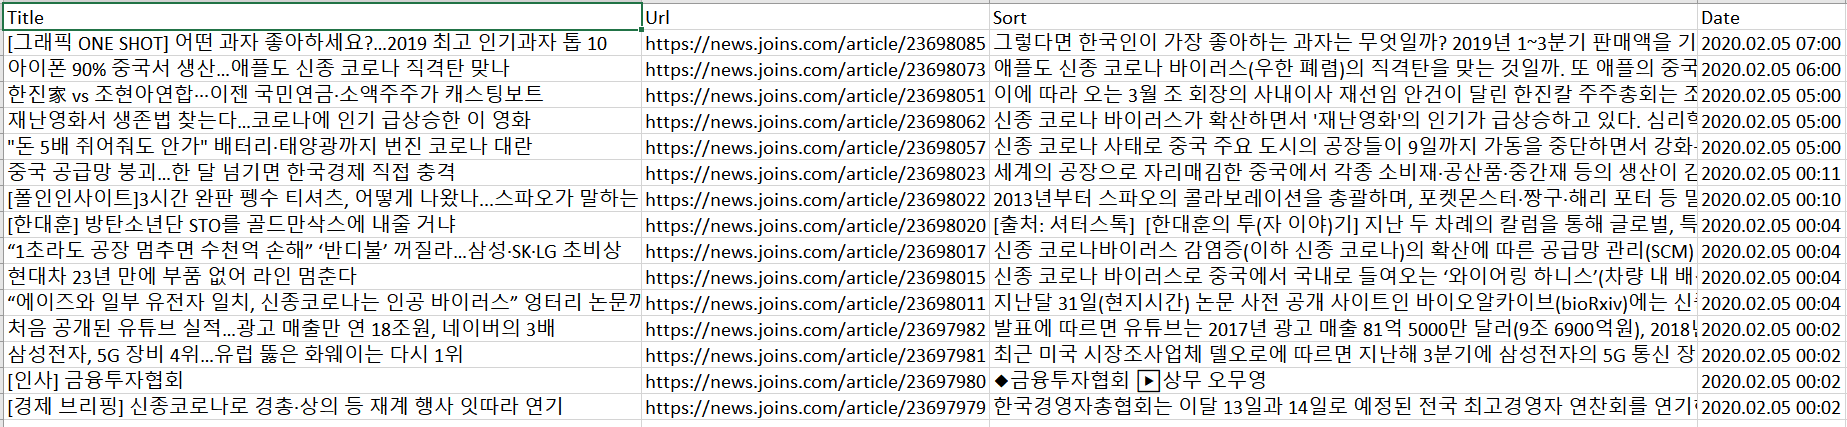 Title Url Sort Date
[그래픽 ONE SHOT] 어떤 과자 좋아하세요?...2019 최고 인기과자 톱 10 https://news.joins.com/article/23698085 그렇다면 한국인이 가장 좋아하는 과자는 무엇일까? 2019년 1~3분기 판매액을 기 2020.02.05 07:00
아이폰 90% 중국서 생산...애플도 신종 코로나 직격탄 맞나 https://news.joins.com/article/23698073 애플도 신종 코로나 바이러스(우한 폐렴)의 직격탄을 맞는 것일까. 또 애플의 중국 2020.02.05 06:00
한진家 vs 조현아연합…이젠 국민연금·소액주주가 캐스팅보트 https://news.joins.com/article/23698051 이에 따라 오는 3월 조 회장의 사내이사 재선임 안건이 달린 한진칼 주주총회는 조 2020.02.05 05:00
재난영화서 생존법 찾는다...코로나에 인기 급상승한 이 영화 https://news.joins.com/article/23698062 신종 코로나 바이러스가 확산하면서 '재난영화'의 인기가 급상승하고 있다. 심리학 2020.02.05 05:00
"돈 5배 쥐어줘도 안가" 배터리·태양광까지 번진 코로나 대란 https://news.joins.com/article/23698057 신종 코로나 사태로 중국 주요 도시의 공장들이 9일까지 가동을 중단하면서 강화 2020.02.05 05:00
중국 공급망 붕괴...한 달 넘기면 한국경제 직접 충격 https://news.joins.com/article/23698023 세계의 공장으로 자리매김한 중국에서 각종 소비재·공산품·중간재 등의 생산이 급 2020.02.05 00:11
[폴인인사이트]3시간 완판 펭수 티셔츠, 어떻게 나왔나...스파오가 말하는 https://news.joins.com/article/23698022 2013년부터 스파오의 콜라보레이션을 총괄하며, 포켓몬스터·짱구·해리 포터 등 밀 2020.02.05 00:10
[한대훈] 방탄소년단 STO를 골드만삭스에 내줄 거냐 https://news.joins.com/article/23698020 [출처: 셔터스톡] [한대훈의 투(자 이야)기] 지난 두 차례의 칼럼을 통해 글로벌, 특 2020.02.05 00:04
“1초라도 공장 멈추면 수천억 손해” ‘반디불’ 꺼질라...삼성·SK·LG 초비상 https://news.joins.com/article/23698017 신종 코로나바이러스 감염증(이하 신종 코로나)의 확산에 따른 공급망 관리(SCM) 2020.02.05 00:04
현대차 23년 만에 부품 없어 라인 멈춘다 https://news.joins.com/article/23698015 신종 코로나 바이러스로 중국에서 국내로 들여오는 ‘와이어링 하니스’(차량 내 배 2020.02.05 00:04
“에이즈와 일부 유전자 일치, 신종코로나는 인공 바이러스” 엉터리 논문까 https://news.joins.com/article/23698011 지난달 31일(현지시간) 논문 사전 공개 사이트인 바이오알카이브(bioRxiv)에는 신 2020.02.05 00:04
처음 공개된 유튜브 실적...광고 매출만 연 18조원, 네이버의 3배 https://news.joins.com/article/23697982 발표에 따르면 유튜브는 2017년 광고 매출 81억 5000만 달러(9조 6900억원), 2018년 2020.02.05 00:02
삼성전자, 5G 장비 4위...유럽 뚫은 화웨이는 다시 1위 https://news.joins.com/article/23697981 최근 미국 시장조사업체 델오로에 따르면 지난해 3분기에 삼성전자의 5G 통신 장 2020.02.05 00:02
[인사] 금융투자협회 https://news.joins.com/article/23697980 ◆금융투자협회 ▶상무 오무영 2020.02.05 00:02
[경제 브리핑] 신종코로나로 경총·상의 등 재계 행사 잇따라 연기 https://news.joins.com/article/23697979 한국경영자총협회는 이달 13일과 14일로 예정된 전국 최고경영자 연찬회를 연기 2020.02.05 00:02